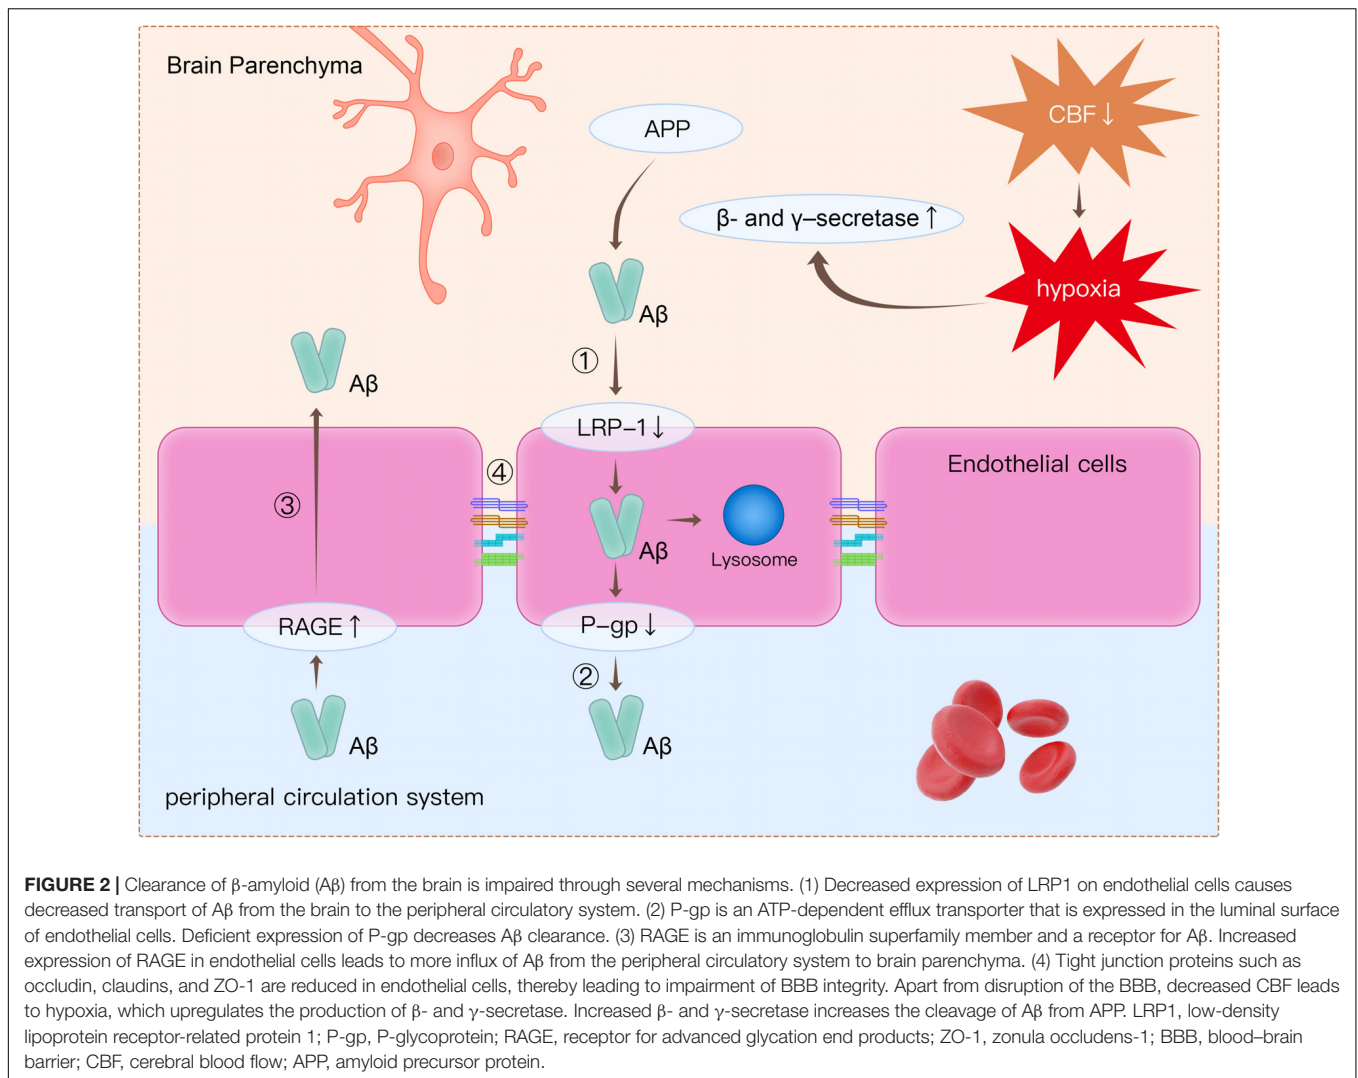 Brain Parenchyma
APP
CBF↓
β- and γ–secretase ↑
hypoxia
Aβ
①
Aβ
LRP–1↓
④
Endothelial cells
③
Aβ
Lysosome
RAGE ↑
P–gp ↓
②
Aβ
Aβ
peripheral circulation system
FIGURE 2 | Clearance of β-amyloid (Aβ) from the brain is impaired through several mechanisms. (1) Decreased expression of LRP1 on endothelial cells causes
decreased transport of Aβ from the brain to the peripheral circulatory system. (2) P-gp is an ATP-dependent efflux transporter that is expressed in the luminal surface
of endothelial cells. Deficient expression of P-gp decreases Aβ clearance. (3) RAGE is an immunoglobulin superfamily member and a receptor for Aβ. Increased
expression of RAGE in endothelial cells leads to more influx of Aβ from the peripheral circulatory system to brain parenchyma. (4) Tight junction proteins such as
occludin, claudins, and ZO-1 are reduced in endothelial cells, thereby leading to impairment of BBB integrity. Apart from disruption of the BBB, decreased CBF leads
to hypoxia, which upregulates the production of β- and γ-secretase. Increased β- and γ-secretase increases the cleavage of Aβ from APP. LRP1, low-density
lipoprotein receptor-related protein 1; P-gp, P-glycoprotein; RAGE, receptor for advanced glycation end products; ZO-1, zonula occludens-1; BBB, blood–brain
barrier; CBF, cerebral blood flow; APP, amyloid precursor protein.